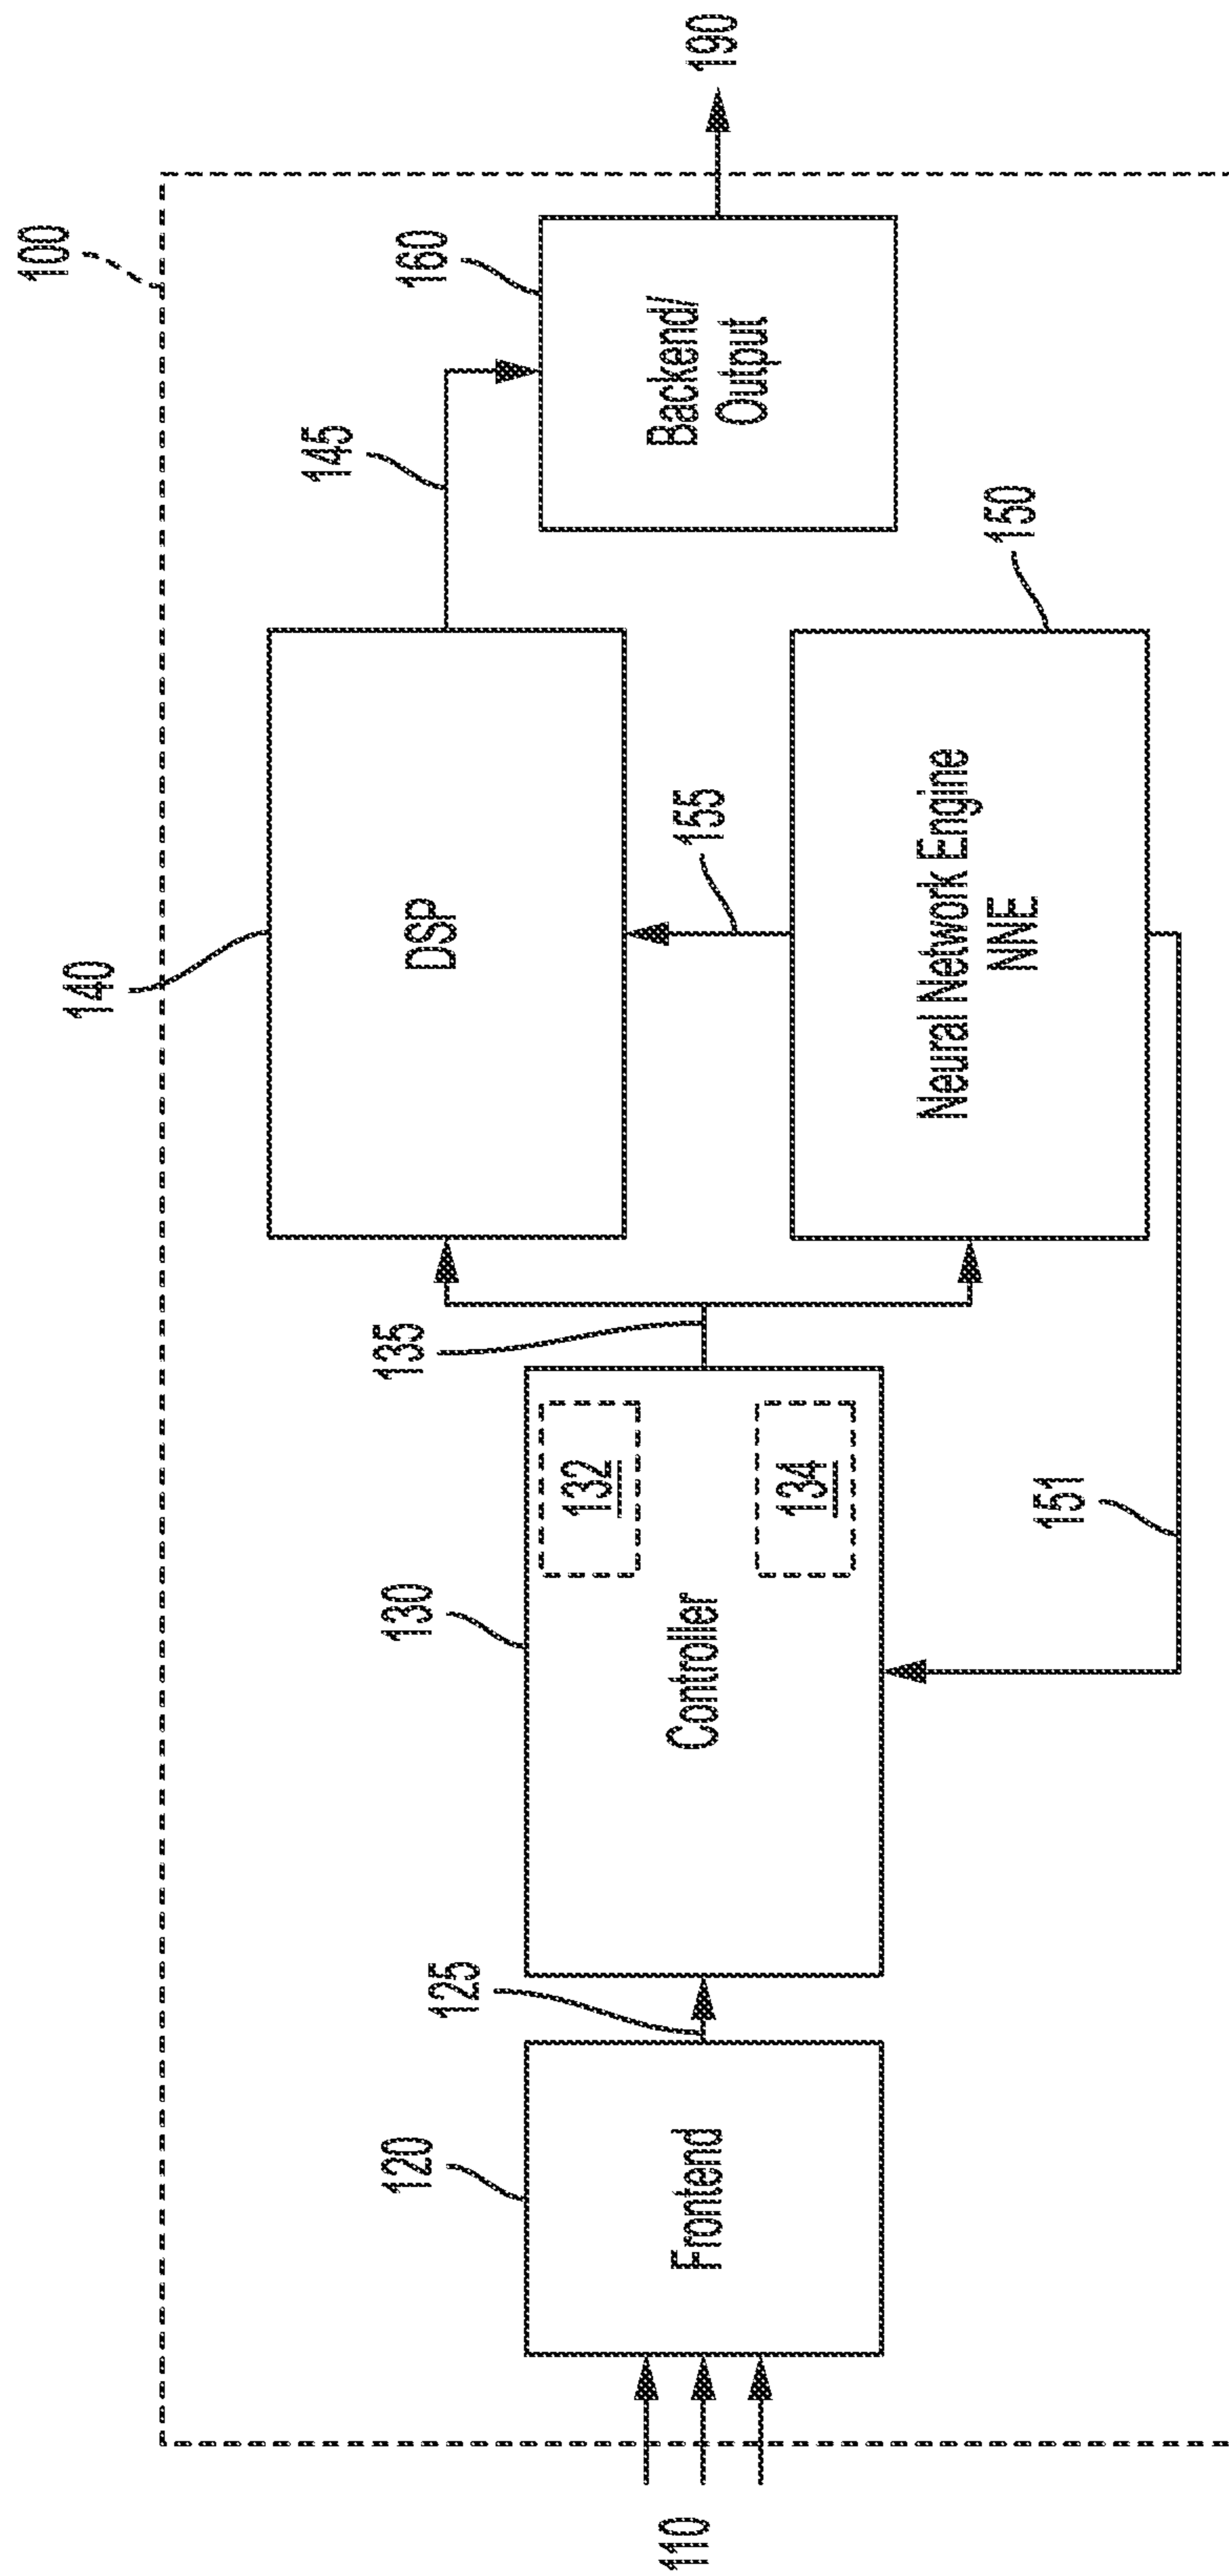 100
140
DSP
145
160
Backend/
Output
190
135
155
150
Neural Network Engine
NNE
120
Frontend
125
130
Controller
132
134
151
110